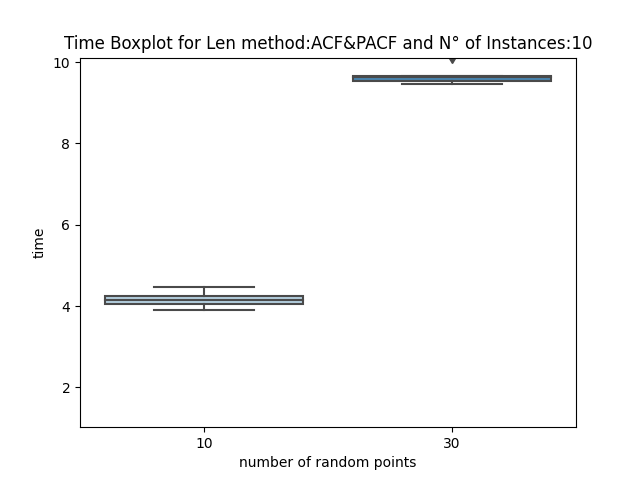 Time Boxplot for Len method:ACF&PACF and N° of Instances:10
10
8
6
4
2
time
10 30
number of random points